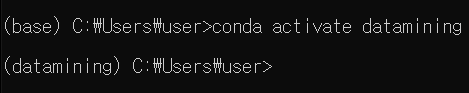 (base) C:₩Users₩user>conda activate datamining
(datamining) C:₩Users₩user>